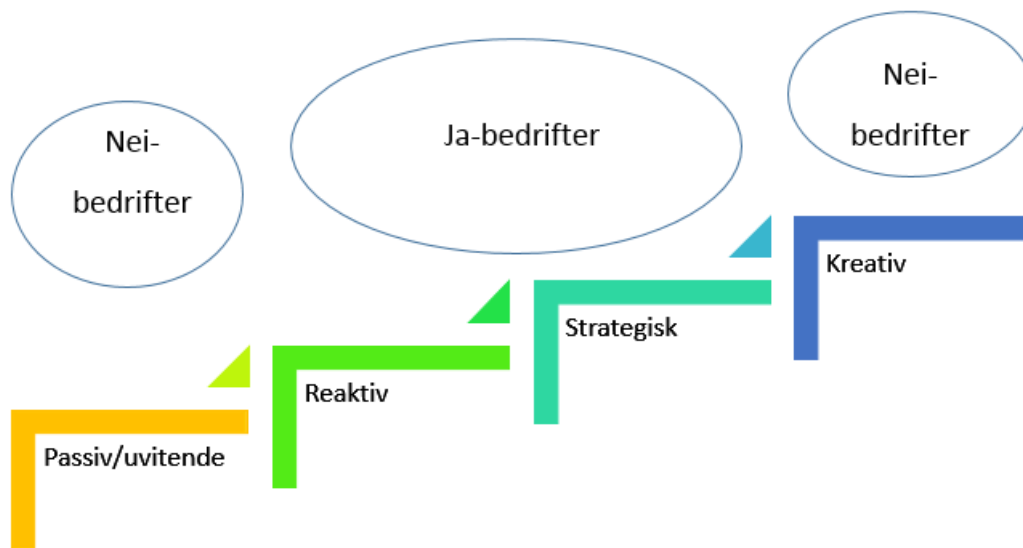 Nei-
bedrifter
Ja-bedrifter
Nei-
bedrifter
Kreativ
Strategisk
Reaktiv
Passiv/uvitende